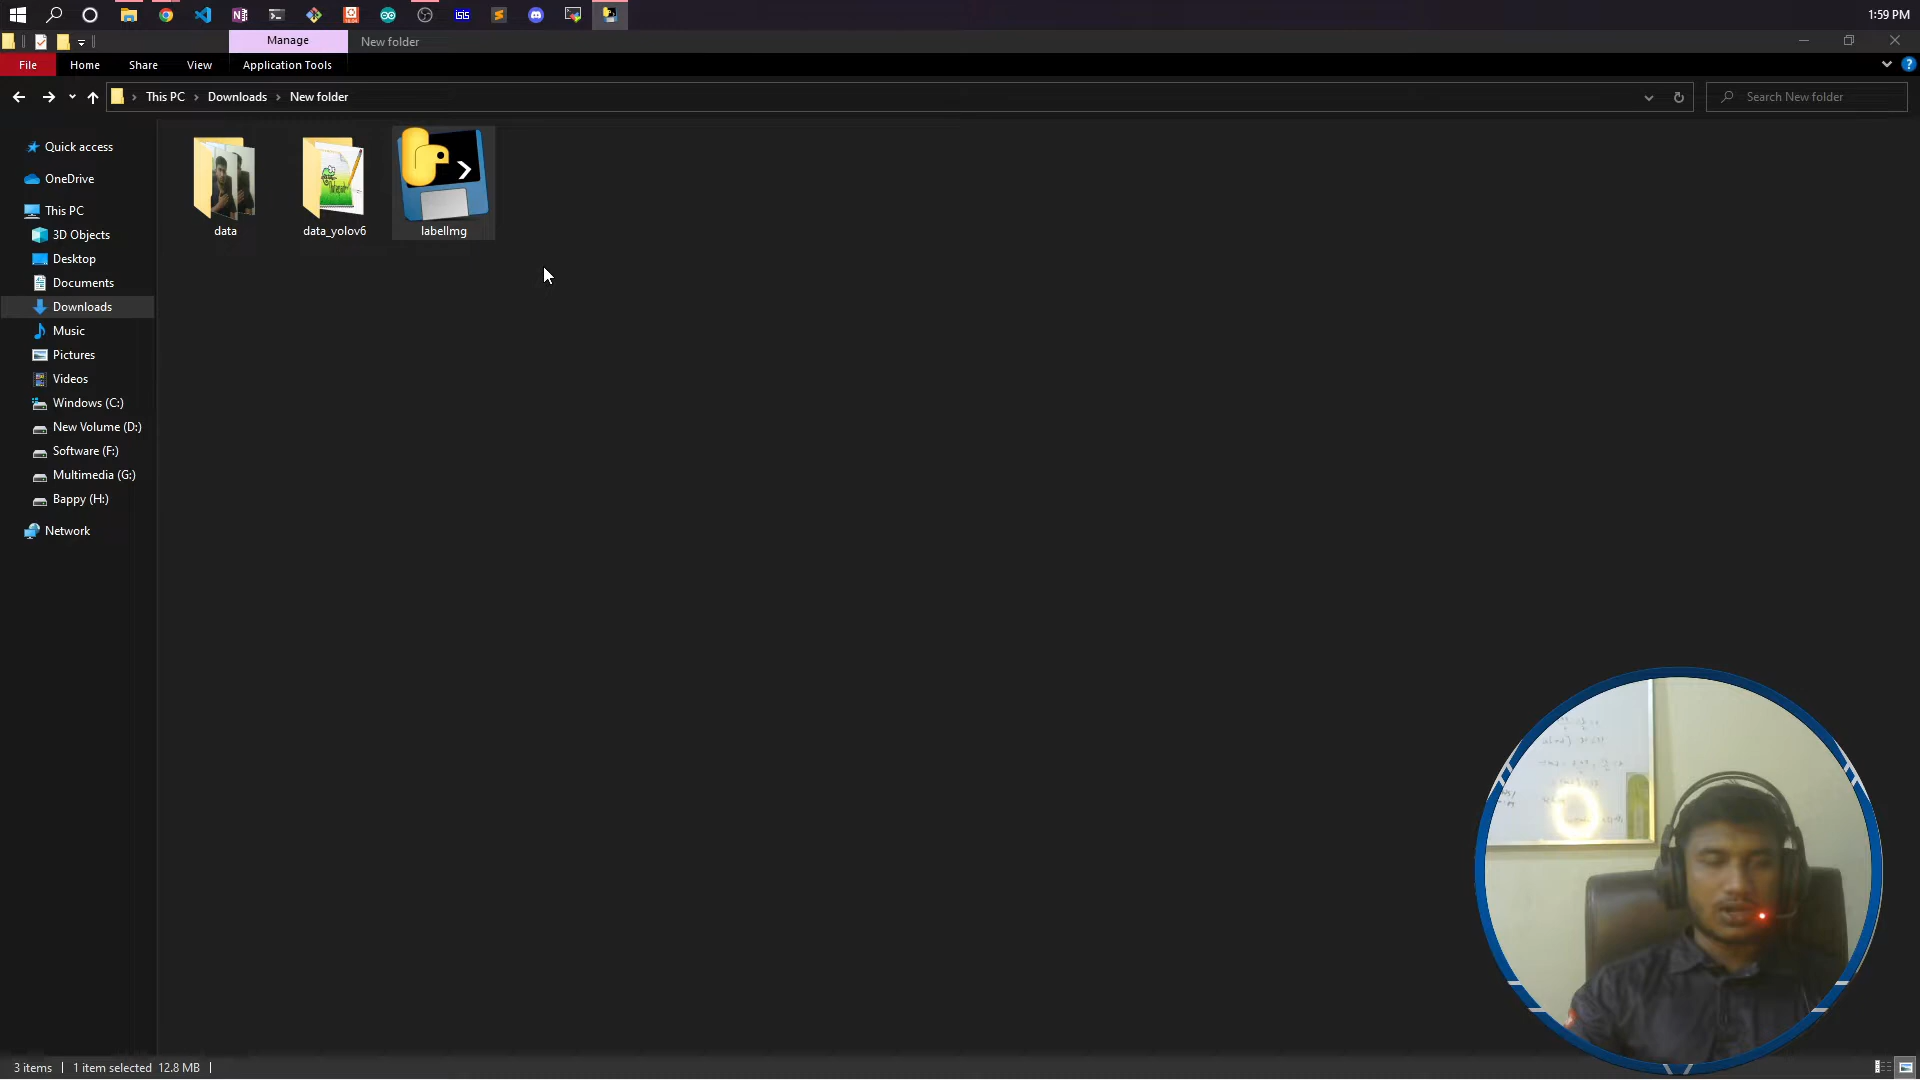 1:59 PM
Manage
New folder
File
Home
Share
View
Application Tools
This PC
Downloads
New folder
Search New folder
Quick access
OneDrive
This PC
3D Objects
Desktop
Documents
Downloads
Music
Pictures
Videos
Windows (C:)
New Volume (D:)
Software (F:)
Multimedia (G:)
Bappy (H:)
Network
data
data_yolov6
labelImg
3 items
1 item selected 12.8 MB